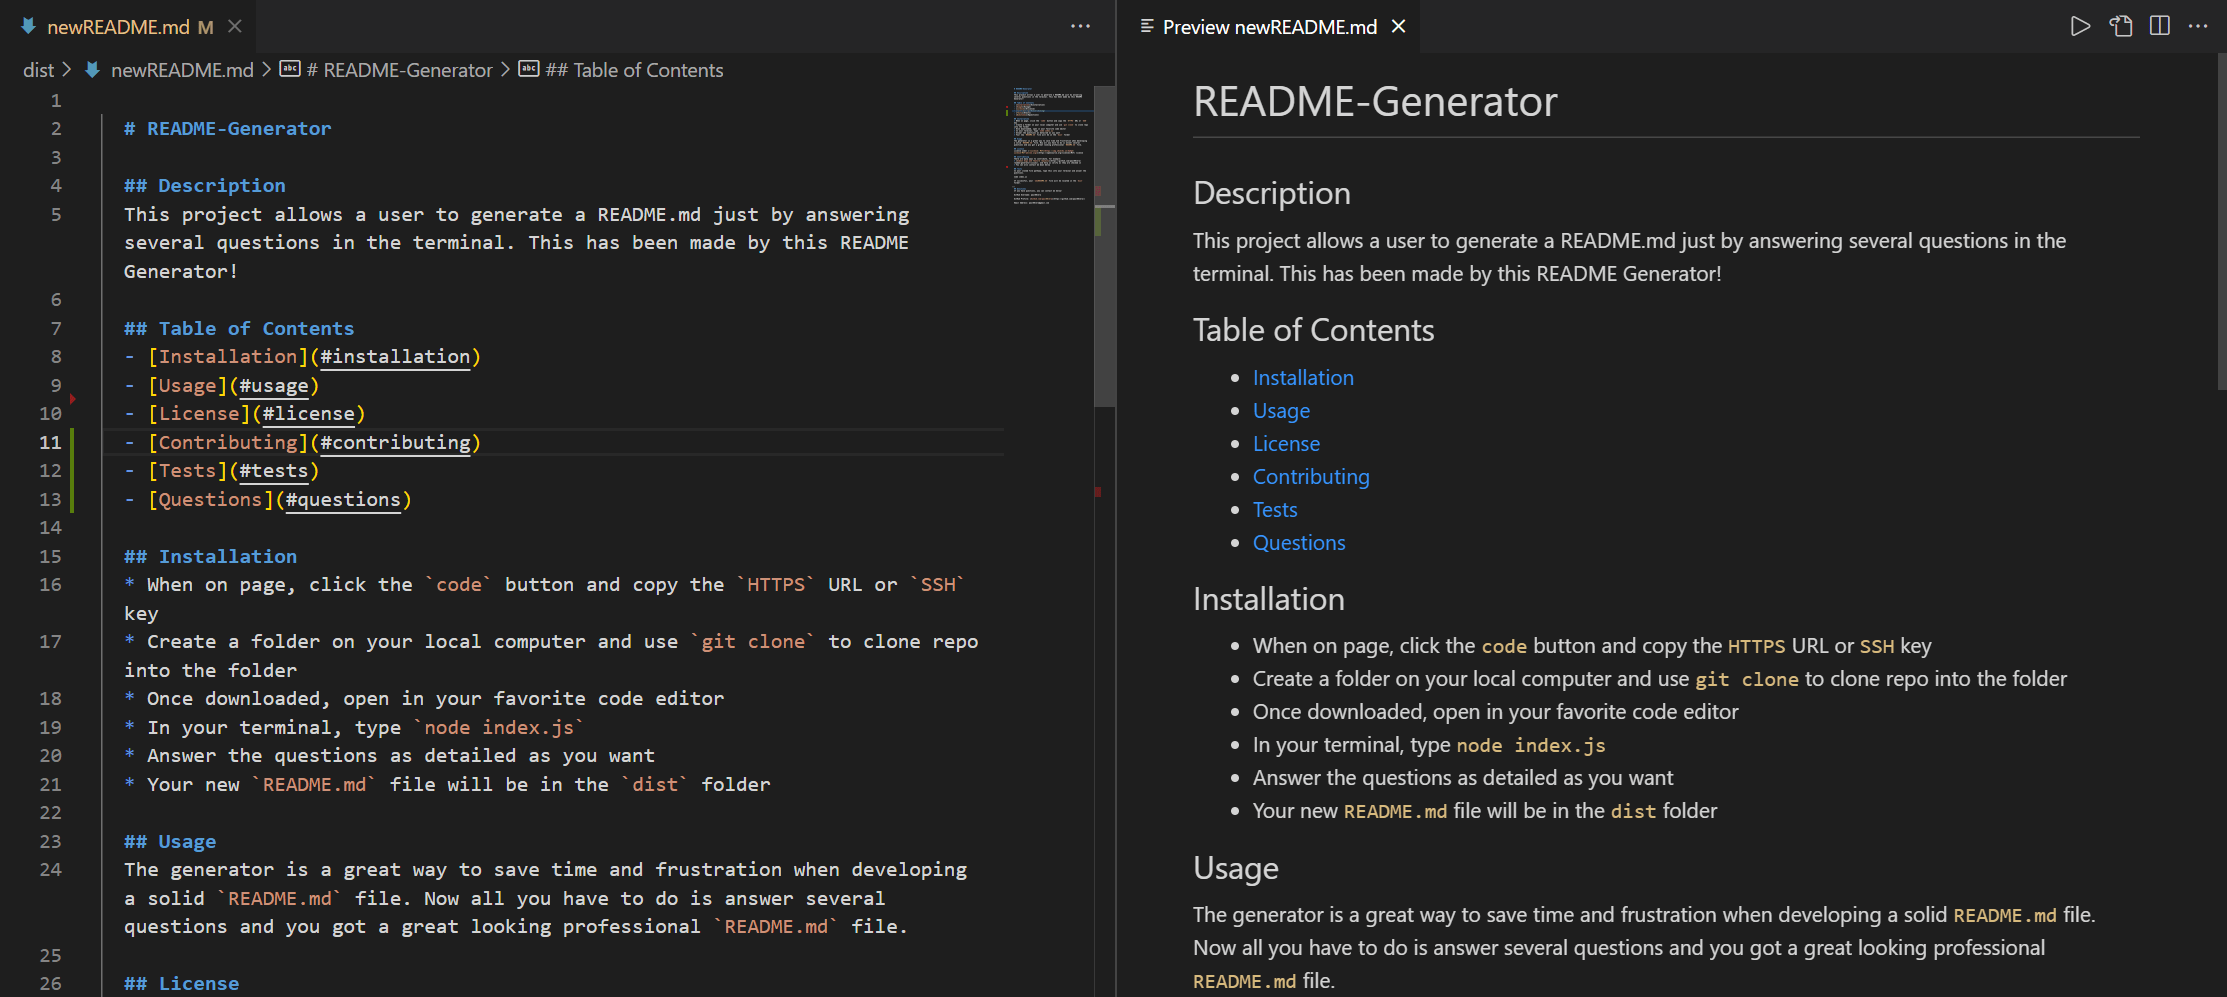 newREADME.md M
dist > newREADME.md > # README-Generator > ## Table of Contents
1
2 # README-Generator
3
4 ## Description
5 This project allows a user to generate a README.md just by answering
several questions in the terminal. This has been made by this README
Generator!
6
7 ## Table of Contents
8 - [Installation](#installation)
9 - [Usage](#usage)
10 - [License](#license)
11 - [Contributing](#contributing)
12 - [Tests](#tests)
13 - [Questions](#questions)
14
15 ## Installation
16 * When on page, click the `code` button and copy the `HTTPS` URL or `SSH`
key
17 * Create a folder on your local computer and use `git clone` to clone repo
into the folder
18 * Once downloaded, open in your favorite code editor
19 * In your terminal, type `node index.js`
20 * Answer the questions as detailed as you want
21 * Your new `README.md` file will be in the `dist` folder
22
23 ## Usage
24 The generator is a great way to save time and frustration when developing
a solid `README.md` file. Now all you have to do is answer several
questions and you got a great looking professional `README.md` file.
25
26 ## License
Preview newREADME.md
README-Generator
Description
This project allows a user to generate a README.md just by answering several questions in the
terminal. This has been made by this README Generator!
Table of Contents
• Installation
• Usage
• License
• Contributing
• Tests
• Questions
Installation
• When on page, click the code button and copy the HTTPS URL or SSH key
• Create a folder on your local computer and use git clone to clone repo into the folder
• Once downloaded, open in your favorite code editor
• In your terminal, type node index.js
• Answer the questions as detailed as you want
• Your new README.md file will be in the dist folder
Usage
The generator is a great way to save time and frustration when developing a solid README.md file.
Now all you have to do is answer several questions and you got a great looking professional
README.md file.